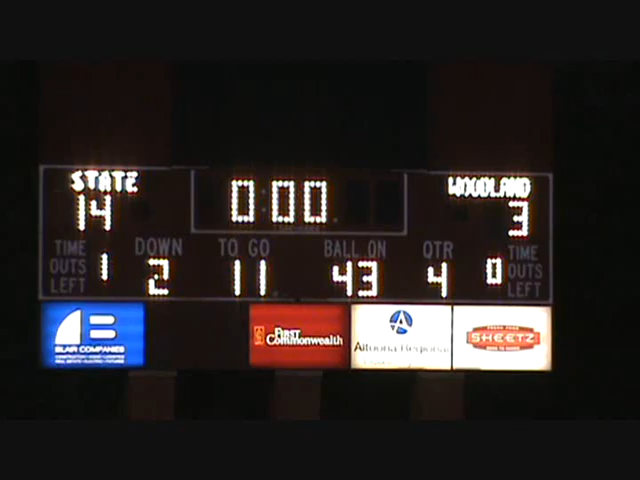 STATE 0:00 WOODLAND
14 3
TIME OUTS LEFT 1 DOWN 2 TO GO 11 BALL ON 43 QTR 4 0 TIME OUTS LEFT
BLAIR COMPANIES
First Commonwealth
Altoona Regional
SHEETZ